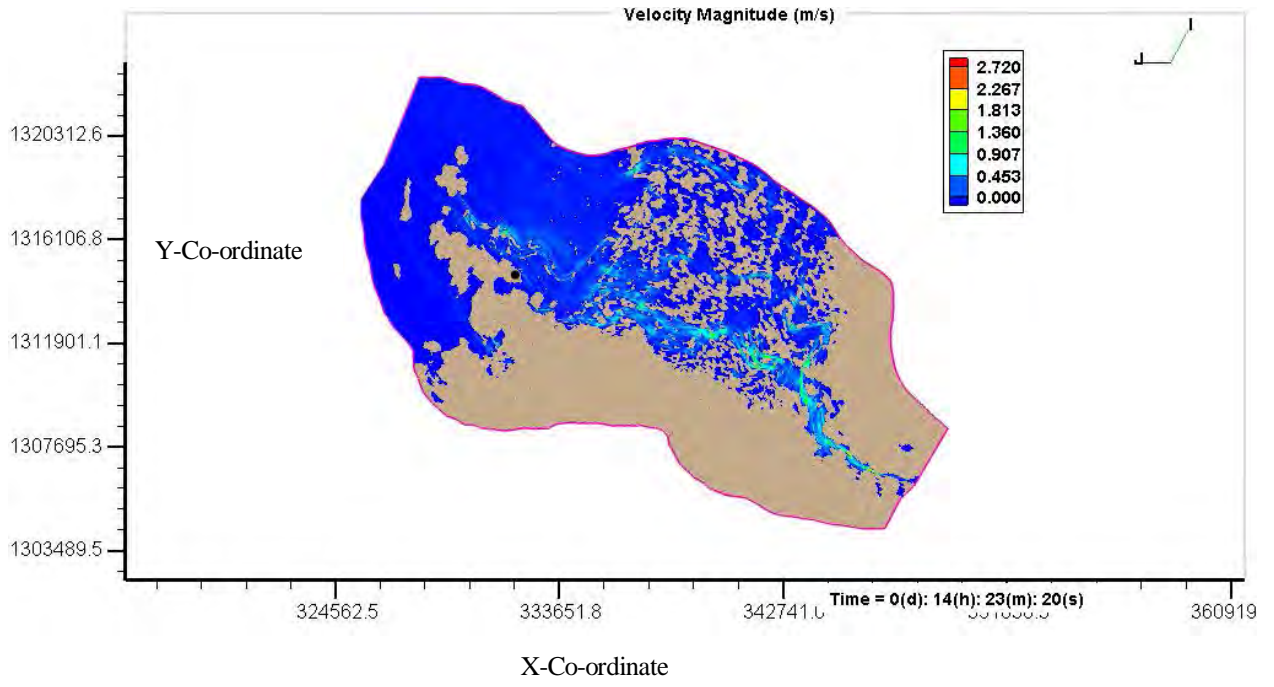 Velocity Magnitude (m/s)
I
J
2.720
2.267
1.813
1.360
0.907
0.453
0.000
1320312.6
1316106.8
Y-Co-ordinate
1311901.1
1307695.3
1303489.5
Time = 0(d): 14(h): 23(m): 20(s)
324562.5 333651.8 360919
X-Co-ordinate